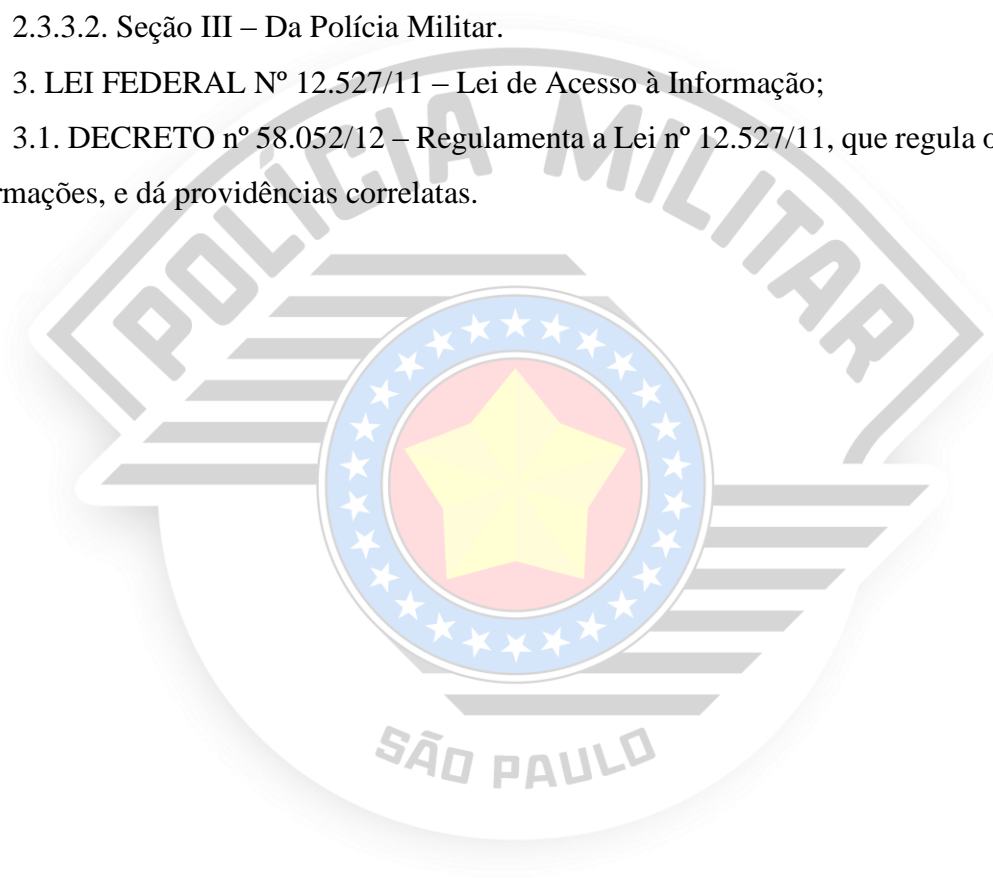 2.3.3.2. Seção III – Da Polícia Militar.
3. LEI FEDERAL Nº 12.527/11 – Lei de Acesso à Informação;
3.1. DECRETO nº 58.052/12 – Regulamenta a Lei nº 12.527/11, que regula o
rmações, e dá providências correlatas.
POLÍCIA MILITAR
SÃO PAULO